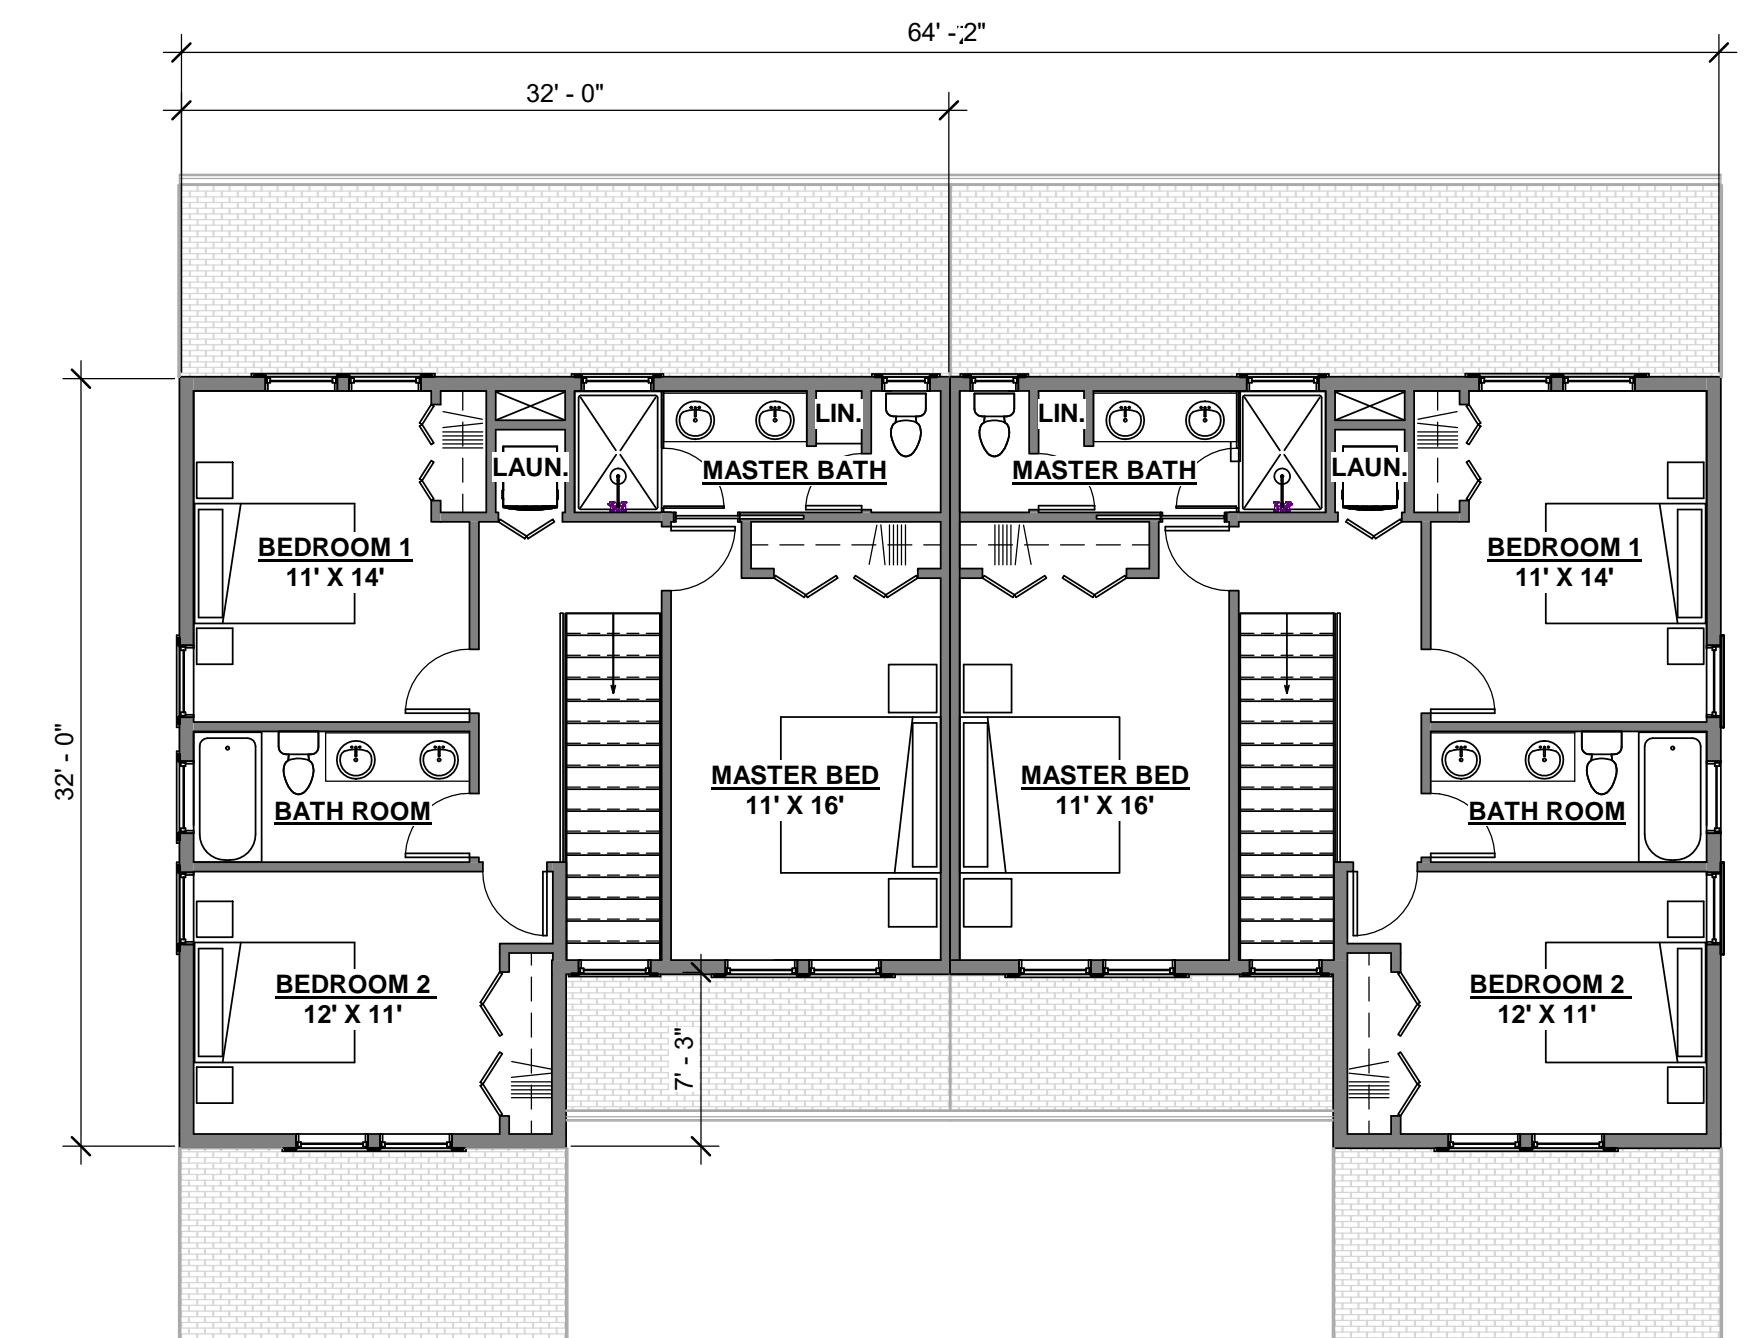 64' - 2"
32' - 0"
LIN.
LIN.
LAUN.
MASTER BATH
MASTER BATH
LAUN.
BEDROOM 1
11' X 14'
BEDROOM 1
11' X 14'
32' - 0"
MASTER BED
11' X 16'
MASTER BED
11' X 16'
BATH ROOM
BATH ROOM
BEDROOM 2
12' X 11'
BEDROOM 2
12' X 11'
7' - 3"